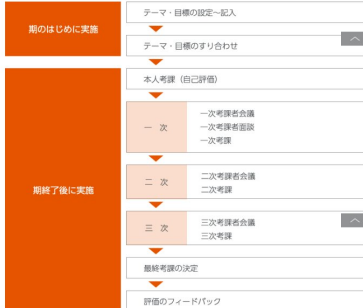 期のはじめに実施
テーマ・目標の設定〜記入
テーマ・目標のすり合わせ
期終了後に実施
本人考課（自己評価）
一 次
一次考課者会議
一次考課者面談
一次考課
二 次
二次考課者会議
二次考課
三 次
三次考課者会議
三次考課
最終考課の決定
評価のフィードバック